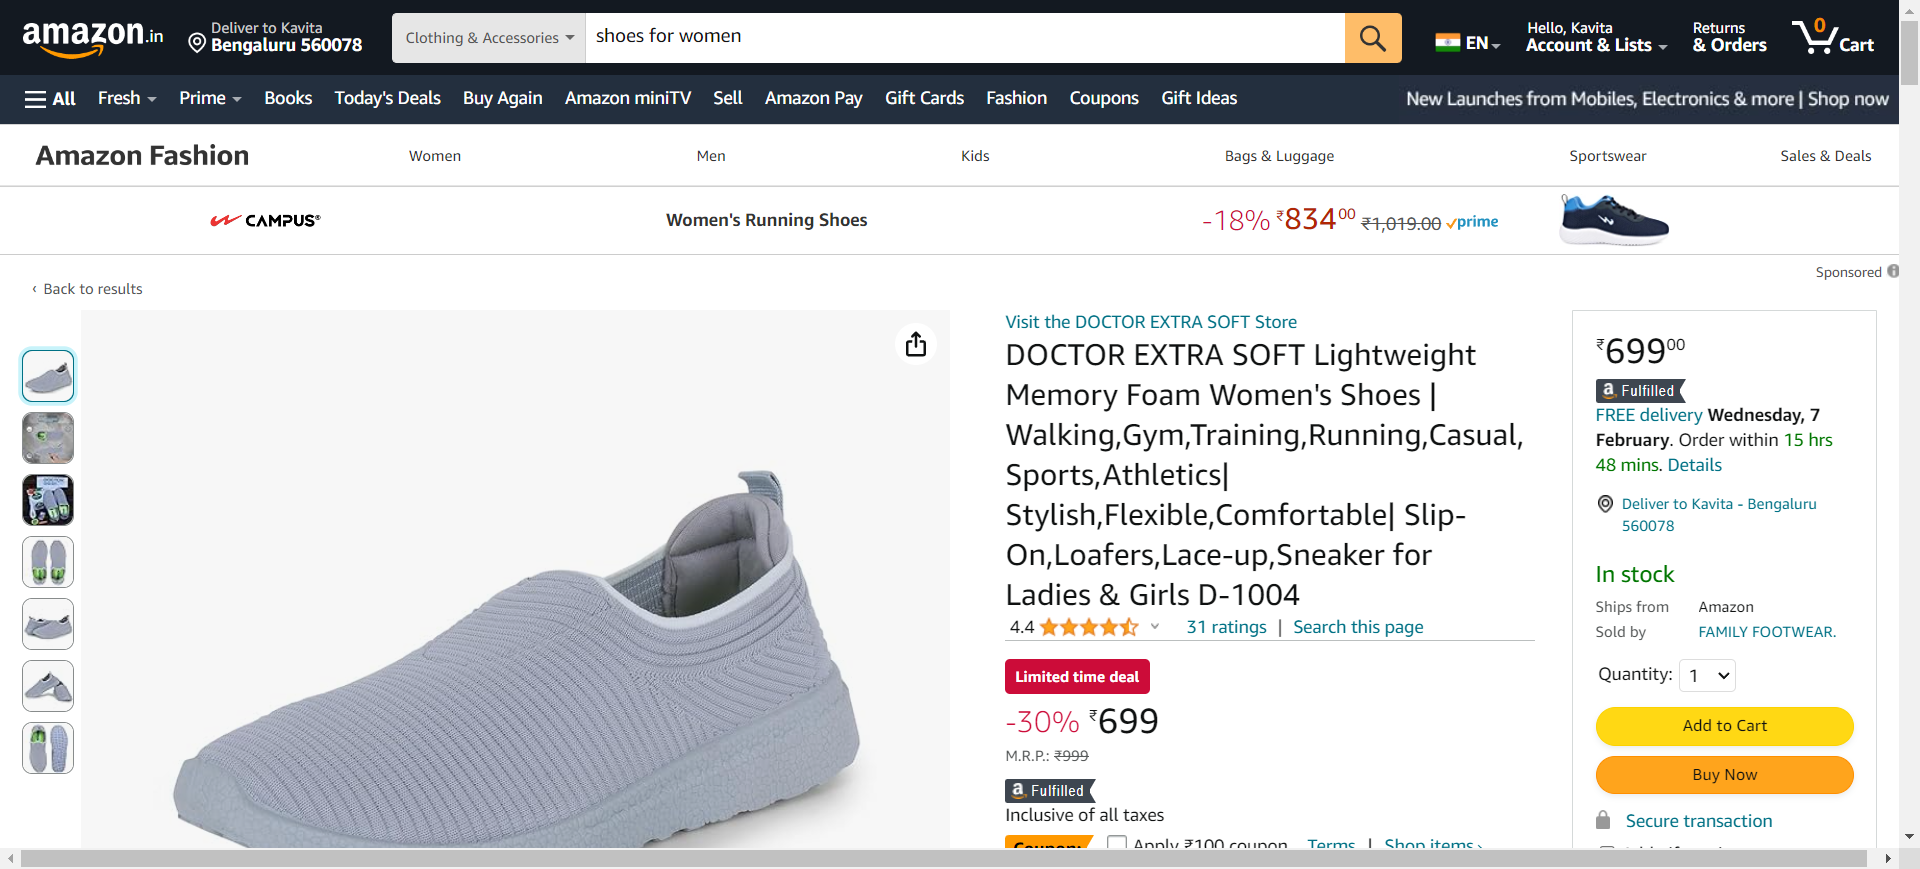 amazon.in
Deliver to Kavita
Bengaluru 560078
Clothing & Accessories
shoes for women
EN
Hello, Kavita
Account & Lists
Returns
& Orders
0
Cart
All Fresh Prime Books Today's Deals Buy Again Amazon miniTV Sell Amazon Pay Gift Cards Fashion Coupons Gift Ideas
New Launches from Mobiles, Electronics & more | Shop now
Amazon Fashion Women Men Kids Bags & Luggage Sportswear Sales & Deals
CAMPUS®
Women's Running Shoes
-18% ₹83400 ₹1,019.00 prime
Sponsored
‹ Back to results
Visit the DOCTOR EXTRA SOFT Store
DOCTOR EXTRA SOFT Lightweight
Memory Foam Women's Shoes |
Walking,Gym,Training,Running,Casual,
Sports,Athletics|
Stylish,Flexible,Comfortable| Slip-
On,Loafers,Lace-up,Sneaker for
Ladies & Girls D-1004
4.4
31 ratings | Search this page
Limited time deal
-30% ₹699
M.R.P.: ₹999
a Fulfilled
Inclusive of all taxes
Coupon: Apply ₹100 coupon Terms | Shop items ›
₹69900
a Fulfilled
FREE delivery Wednesday, 7
February. Order within 15 hrs
48 mins. Details
Deliver to Kavita - Bengaluru
560078
In stock
Ships from Amazon
Sold by FAMILY FOOTWEAR.
Quantity: 1
Add to Cart
Buy Now
Secure transaction